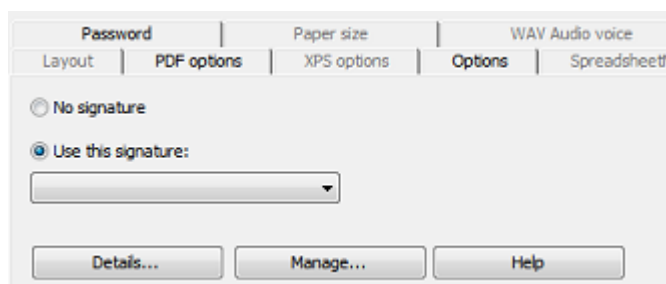 Password Paper size WAV Audio voice
Layout PDF options XPS options Options Spreadsheet
No signature
Use this signature:
Details... Manage... Help